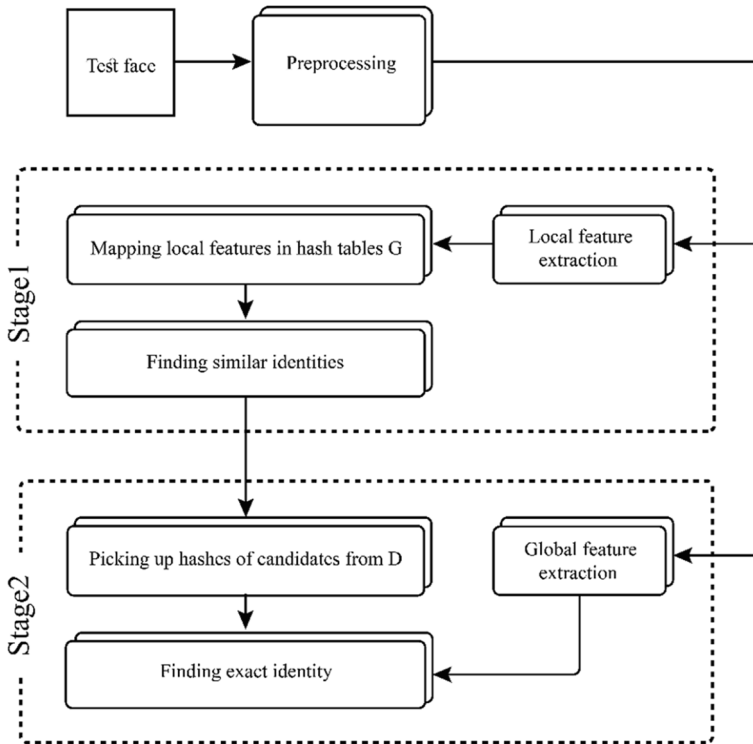 Test face
Preprocessing
Stage1
Mapping local features in hash tables G
Local feature
extraction
Finding similar identities
Stage2
Picking up hashes of candidates from D
Global feature
extraction
Finding exact identity